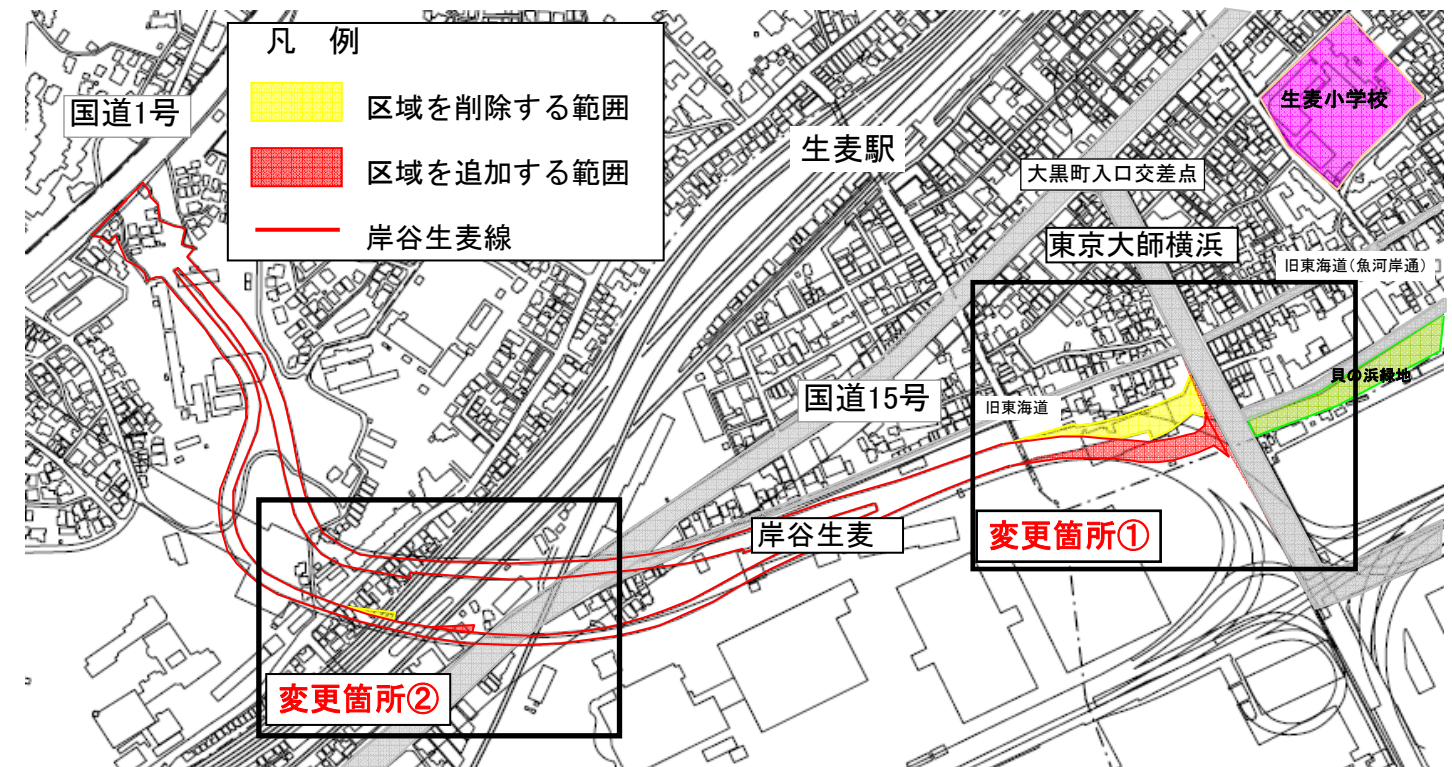 凡 例
区域を削除する範囲
区域を追加する範囲
岸谷生麦線
国道1号
生麦駅
生麦小学校
大黒町入口交差点
東京大師横浜
旧東海道(魚河岸通)
貝の浜緑地
国道15号
旧東海道
岸谷生麦
変更箇所①
変更箇所②